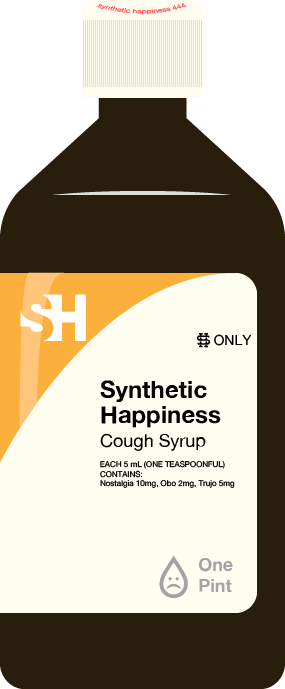 synthetic happiness 444
SH
SH ONLY
Synthetic
Happiness
Cough Syrup
EACH 5 mL (ONE TEASPOONFUL)
CONTAINS:
Nostalgia 10mg, Obo 2mg, Trujo 5mg
One
Pint